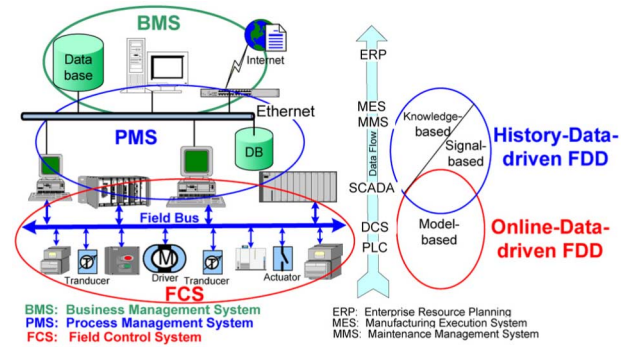 BMS
Data
base
Internet
Ethernet
PMS
DB
Field Bus
Tranducer
M
Driver
Tranducer
Actuator
FCS
BMS: Business Management System
PMS: Process Management System
FCS: Field Control System
ERP
MES
MMS
Data Flow
SCADA
DCS
PLC
Knowledge-
based
Signal-
based
Model-
based
History-Data-
driven FDD
Online-Data-
driven FDD
ERP: Enterprise Resource Planning
MES: Manufacturing Execution System
MMS: Maintenance Management System